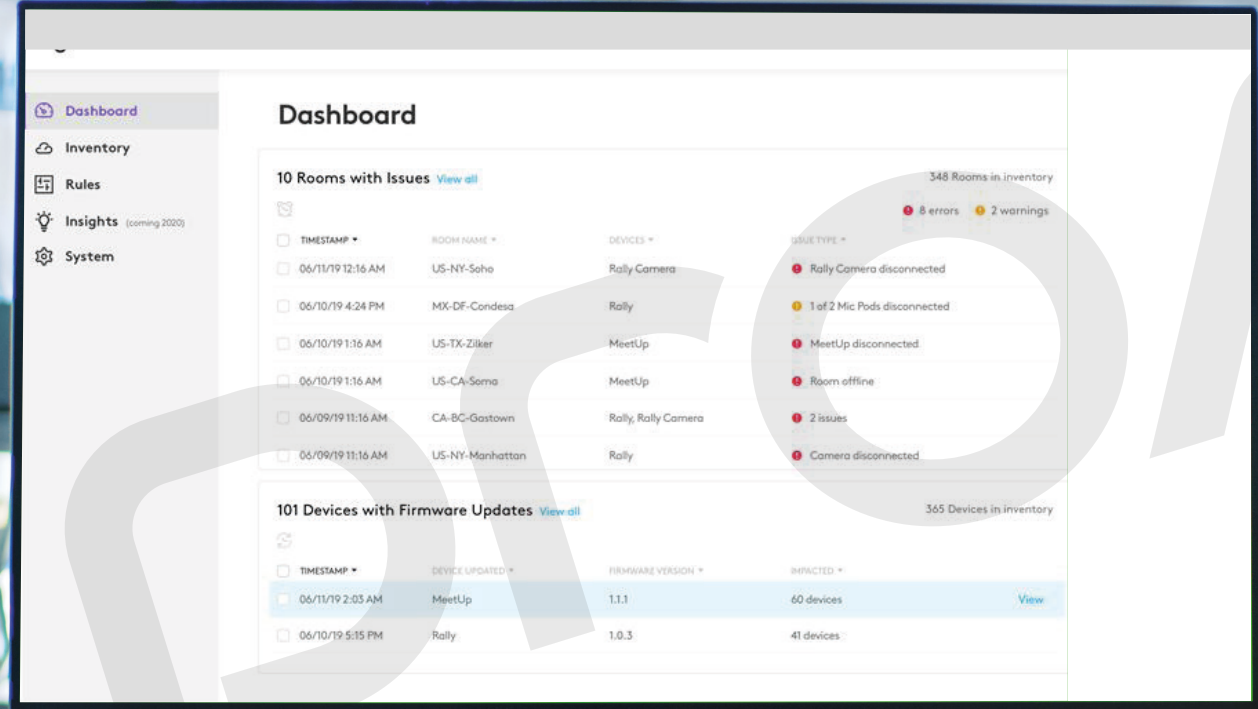 Dashboard
Inventory
Rules
Insights (coming 2020)
System
Dashboard
10 Rooms with Issues View all
348 Rooms in inventory
8 errors 2 warnings
TIMESTAMP ROOM NAME DEVICES ISSUE TYPE
06/11/19 12:16 AM US-NY-Soho Rally Camera Rally Camera disconnected
06/10/19 4:24 PM MX-DF-Condesa Rally 1 of 2 Mic Pods disconnected
06/10/19 1:16 AM US-TX-Zilker MeetUp MeetUp disconnected
06/10/19 1:16 AM US-CA-Soma MeetUp Room offline
06/09/19 11:16 AM CA-BC-Gastown Rally, Rally Camera 2 issues
06/09/19 11:16 AM US-NY-Manhattan Rally Camera disconnected
101 Devices with Firmware Updates View all
365 Devices in inventory
TIMESTAMP DEVICE UPDATED FIRMWARE VERSION IMPACTED
06/11/19 2:03 AM MeetUp 1.1.1 60 devices View
06/10/19 5:15 PM Rally 1.0.3 41 devices